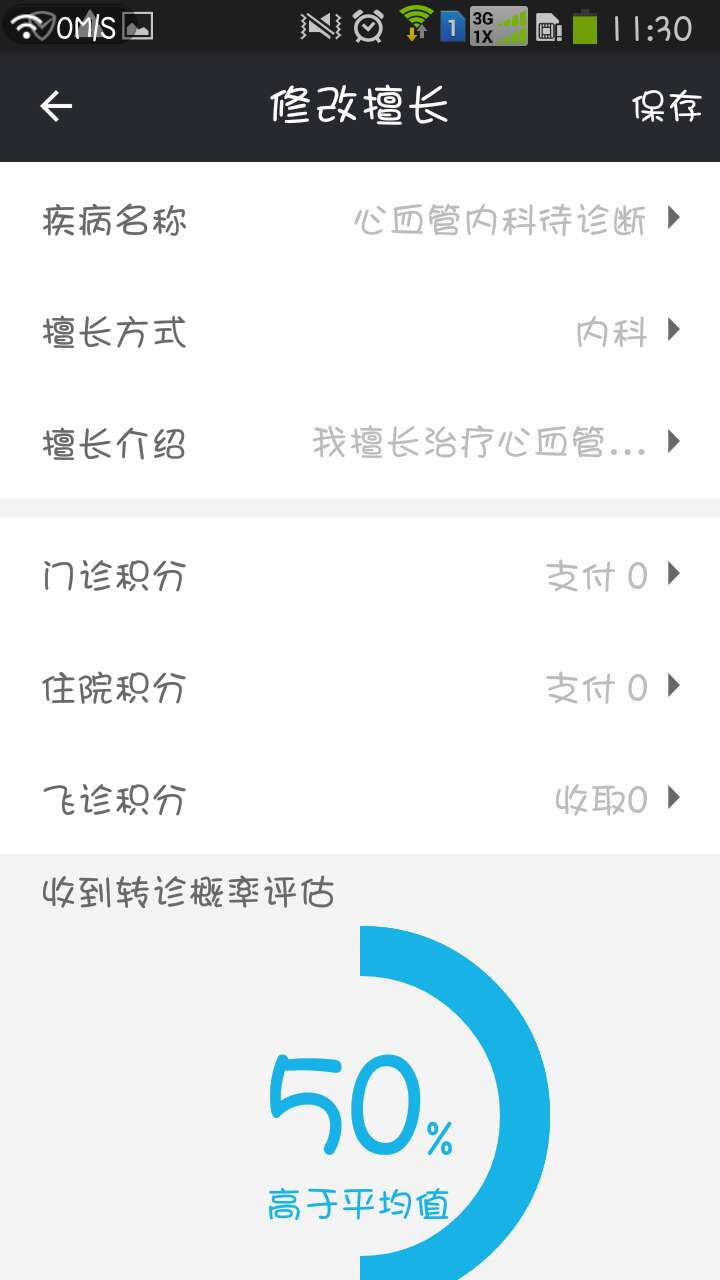 0M/S 1 3G 1X 11:30
修改擅长 保存
疾病名称 心血管内科待诊断
擅长方式 内科
擅长介绍 我擅长治疗心血管...
门诊积分 支付 0
住院积分 支付 0
飞诊积分 收取0
收到转诊概率评估
50%
高于平均值